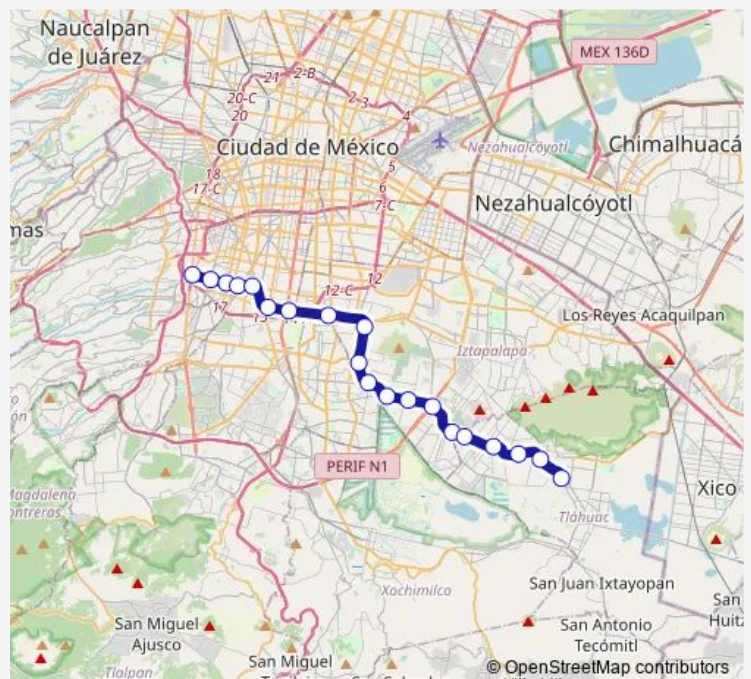 Naucalpan
de Juárez
MEX 136D
21
2-B
20-C
20
2-3
4
Ciudad de México
Nezahualcóyotl
Chimalhuacá
5
18
17-C
6
7-C
Nezahualcóyotl
mas
12
12-C
17
Los Reyes Acaquilpan
Iztapalapa
PERIF N1
Xico
Magdalena
ontreras
Tláhuac
Xochimilco
San Juan Ixtayopan
San Miguel
Ajusco
San Antonio
Tecómitl
San
Huitz
San Miguel
Tlalpan
© OpenStreetMap contributors